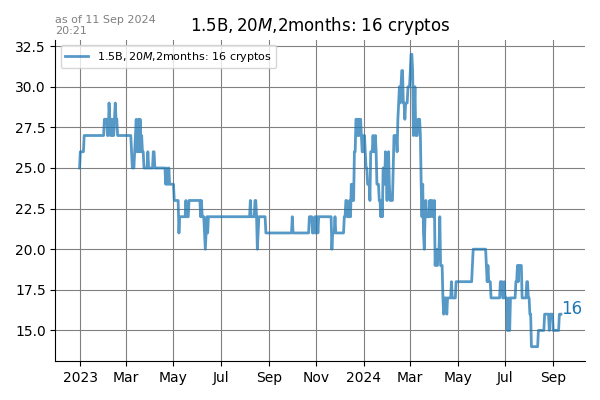 as of 11 Sep 2024
20:21
1.5B, 20M,2months: 16 cryptos
1.5B, 20M,2months: 16 cryptos
32.5
30.0
27.5
25.0
22.5
20.0
17.5
15.0
16
2023 Mar May Jul Sep Nov 2024 Mar May Jul Sep